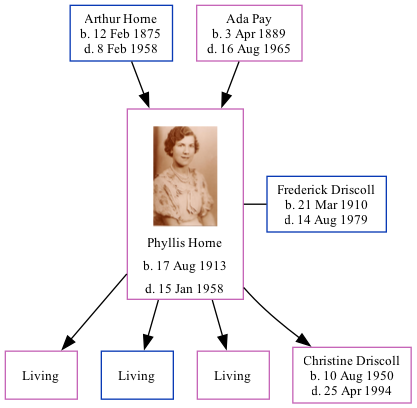 Arthur Horne
b. 12 Feb 1875
d. 8 Feb 1958
Ada Pay
b. 3 Apr 1889
d. 16 Aug 1965
Phyllis Horne
b. 17 Aug 1913
d. 15 Jan 1958
Frederick Driscoll
b. 21 Mar 1910
d. 14 Aug 1979
Living
Living
Living
Christine Driscoll
b. 10 Aug 1950
d. 25 Apr 1994